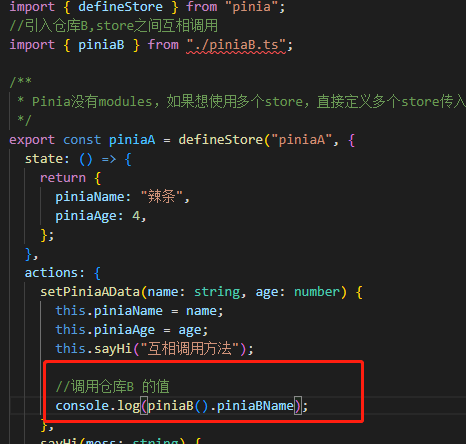 import { defineStore } from "pinia";
//引入仓库B,store之间互相调用
import { piniaB } from "./piniaB.ts";
/**
* Pinia没有modules，如果想使用多个store，直接定义多个store传入
*/
export const piniaA = defineStore("piniaA", {
state: () => {
return {
piniaName: "辣条",
piniaAge: 4,
};
},
actions: {
setPiniaAData(name: string, age: number) {
this.piniaName = name;
this.piniaAge = age;
this.sayHi("互相调用方法");
//调用仓库B 的值
console.log(piniaB().piniaBName);
},
sayHi(mess: string) {